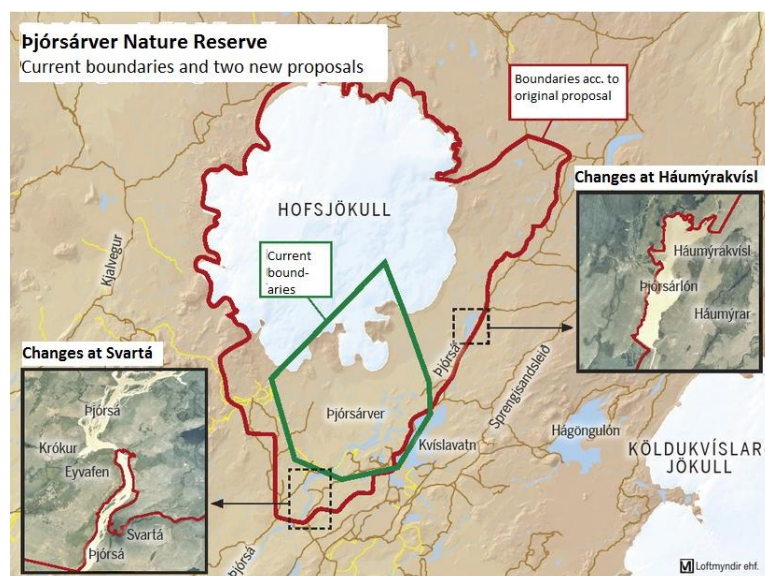 Þjórsárver Nature Reserve
Current boundaries and two new proposals
Boundaries acc. to
original proposal
Changes at Háumýrakvísl
Háumýrakvísl
Þjórsárlón
Háumýrar
HOFSJÖKULL
Current
bound-
aries
Kjalvegur
Þjórsá
Sprengisandsleið
Þjórsárver
Kvíslavatn
Hágöngulón
KÖLDUKVÍSLAR-
JÖKULL
Changes at Svartá
Þjórsá
Krókur
Eyvafen
Svartá
Þjórsá
Þjórsá
M Loftmyndir ehf.